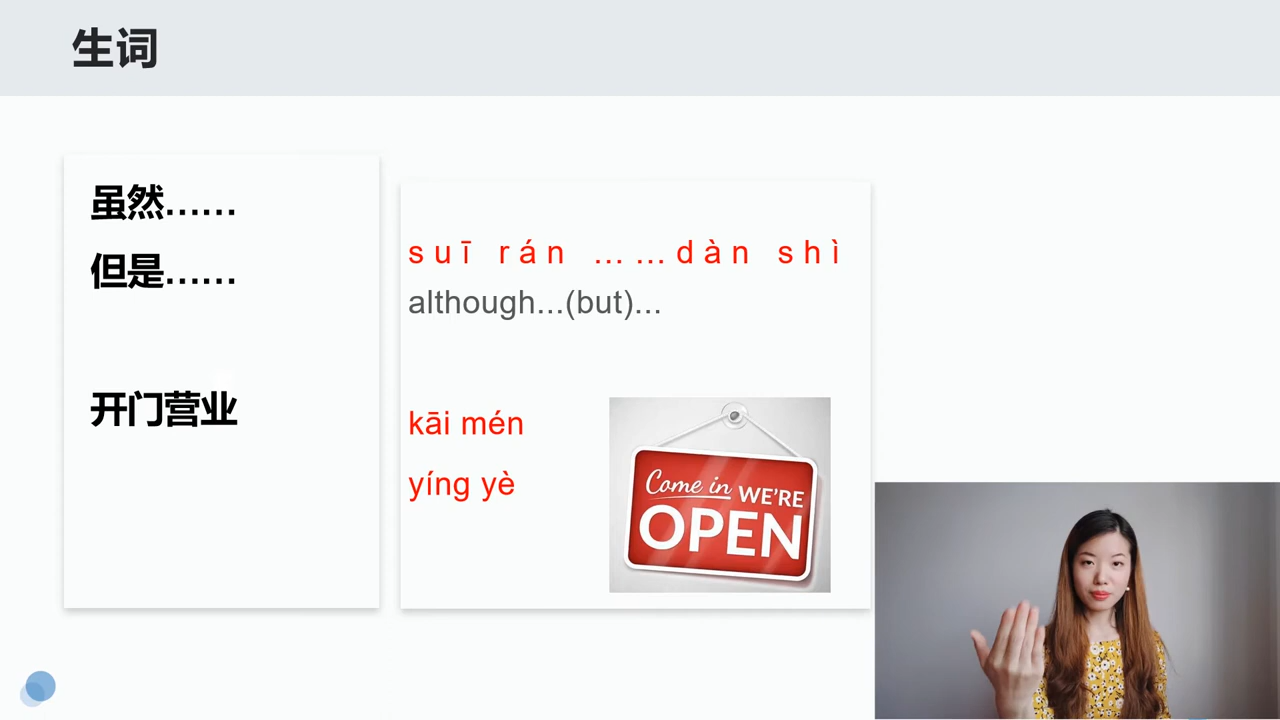 生词
虽然……
但是……
开门营业
suī rán ……dàn shì
although...(but)...
kāi mén
yíng yè
Come in WE'RE
OPEN